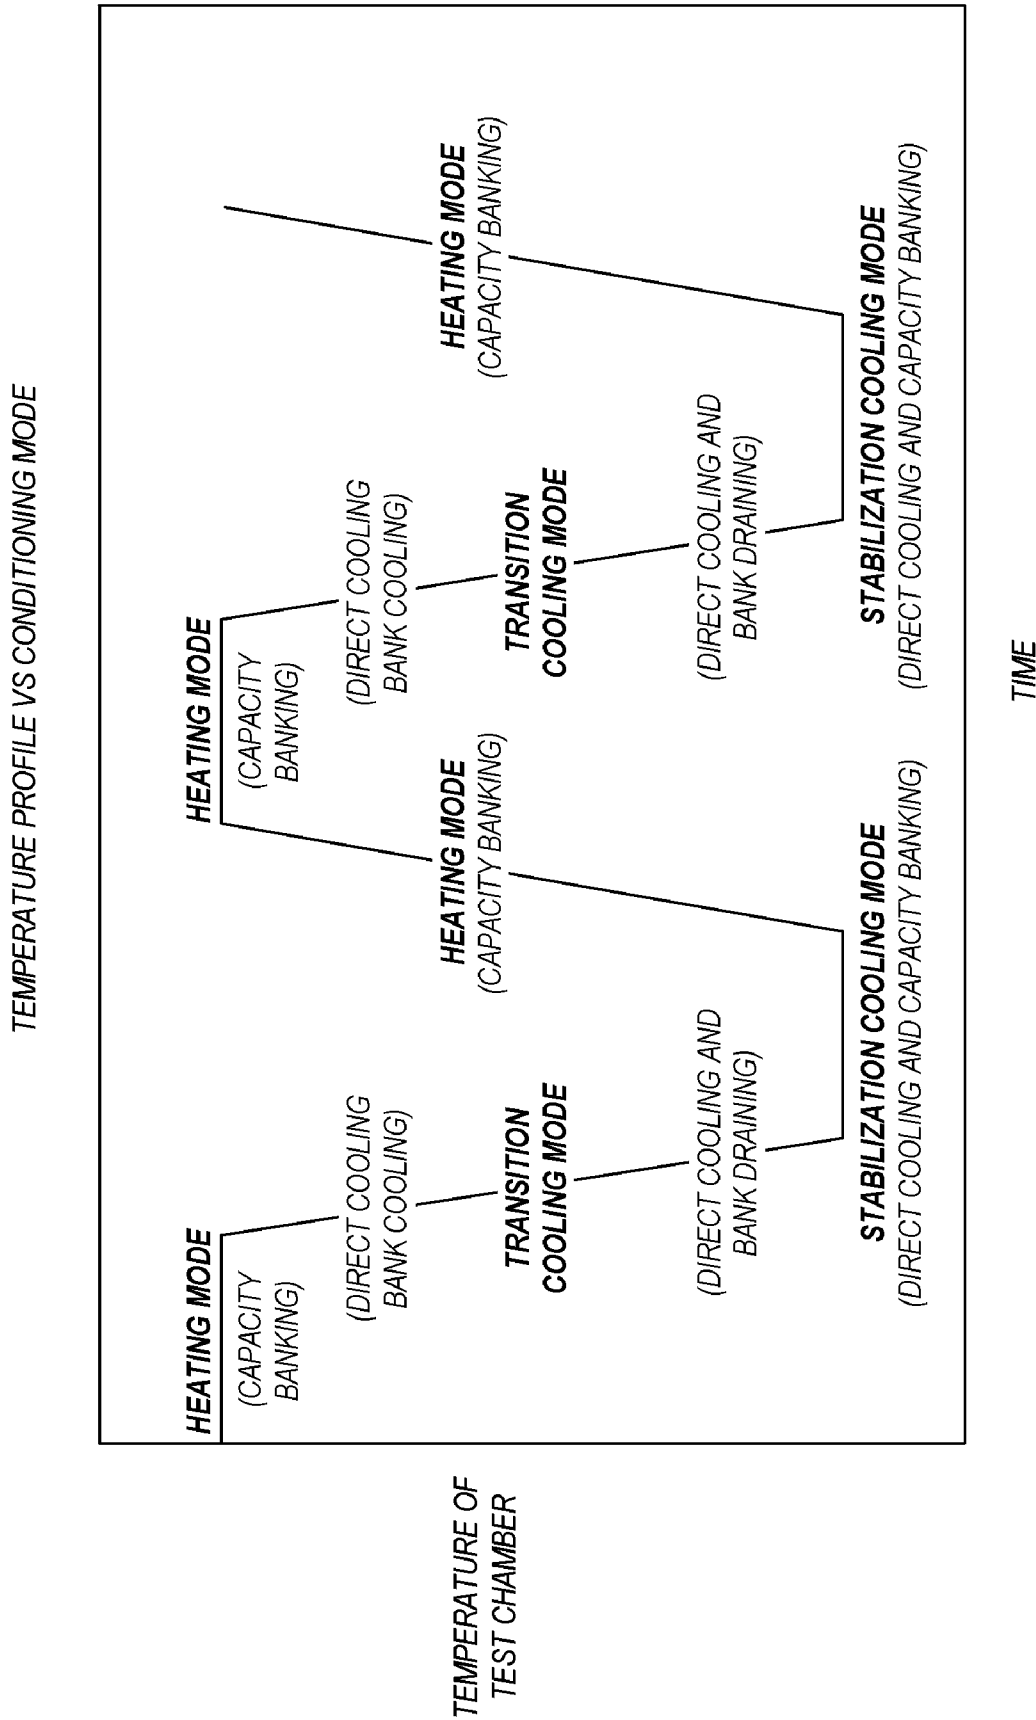 TEMPERATURE PROFILE VS CONDITIONING MODE
TEMPERATURE OF
TEST CHAMBER
HEATING MODE
(CAPACITY
BANKING)
(DIRECT COOLING
BANK COOLING)
TRANSITION
COOLING MODE
(DIRECT COOLING AND
BANK DRAINING)
STABILIZATION COOLING MODE
(DIRECT COOLING AND CAPACITY BANKING)
HEATING MODE
(CAPACITY BANKING)
HEATING MODE
(CAPACITY
BANKING)
(DIRECT COOLING
BANK COOLING)
TRANSITION
COOLING MODE
(DIRECT COOLING AND
BANK DRAINING)
STABILIZATION COOLING MODE
(DIRECT COOLING AND CAPACITY BANKING)
HEATING MODE
(CAPACITY BANKING)
TIME